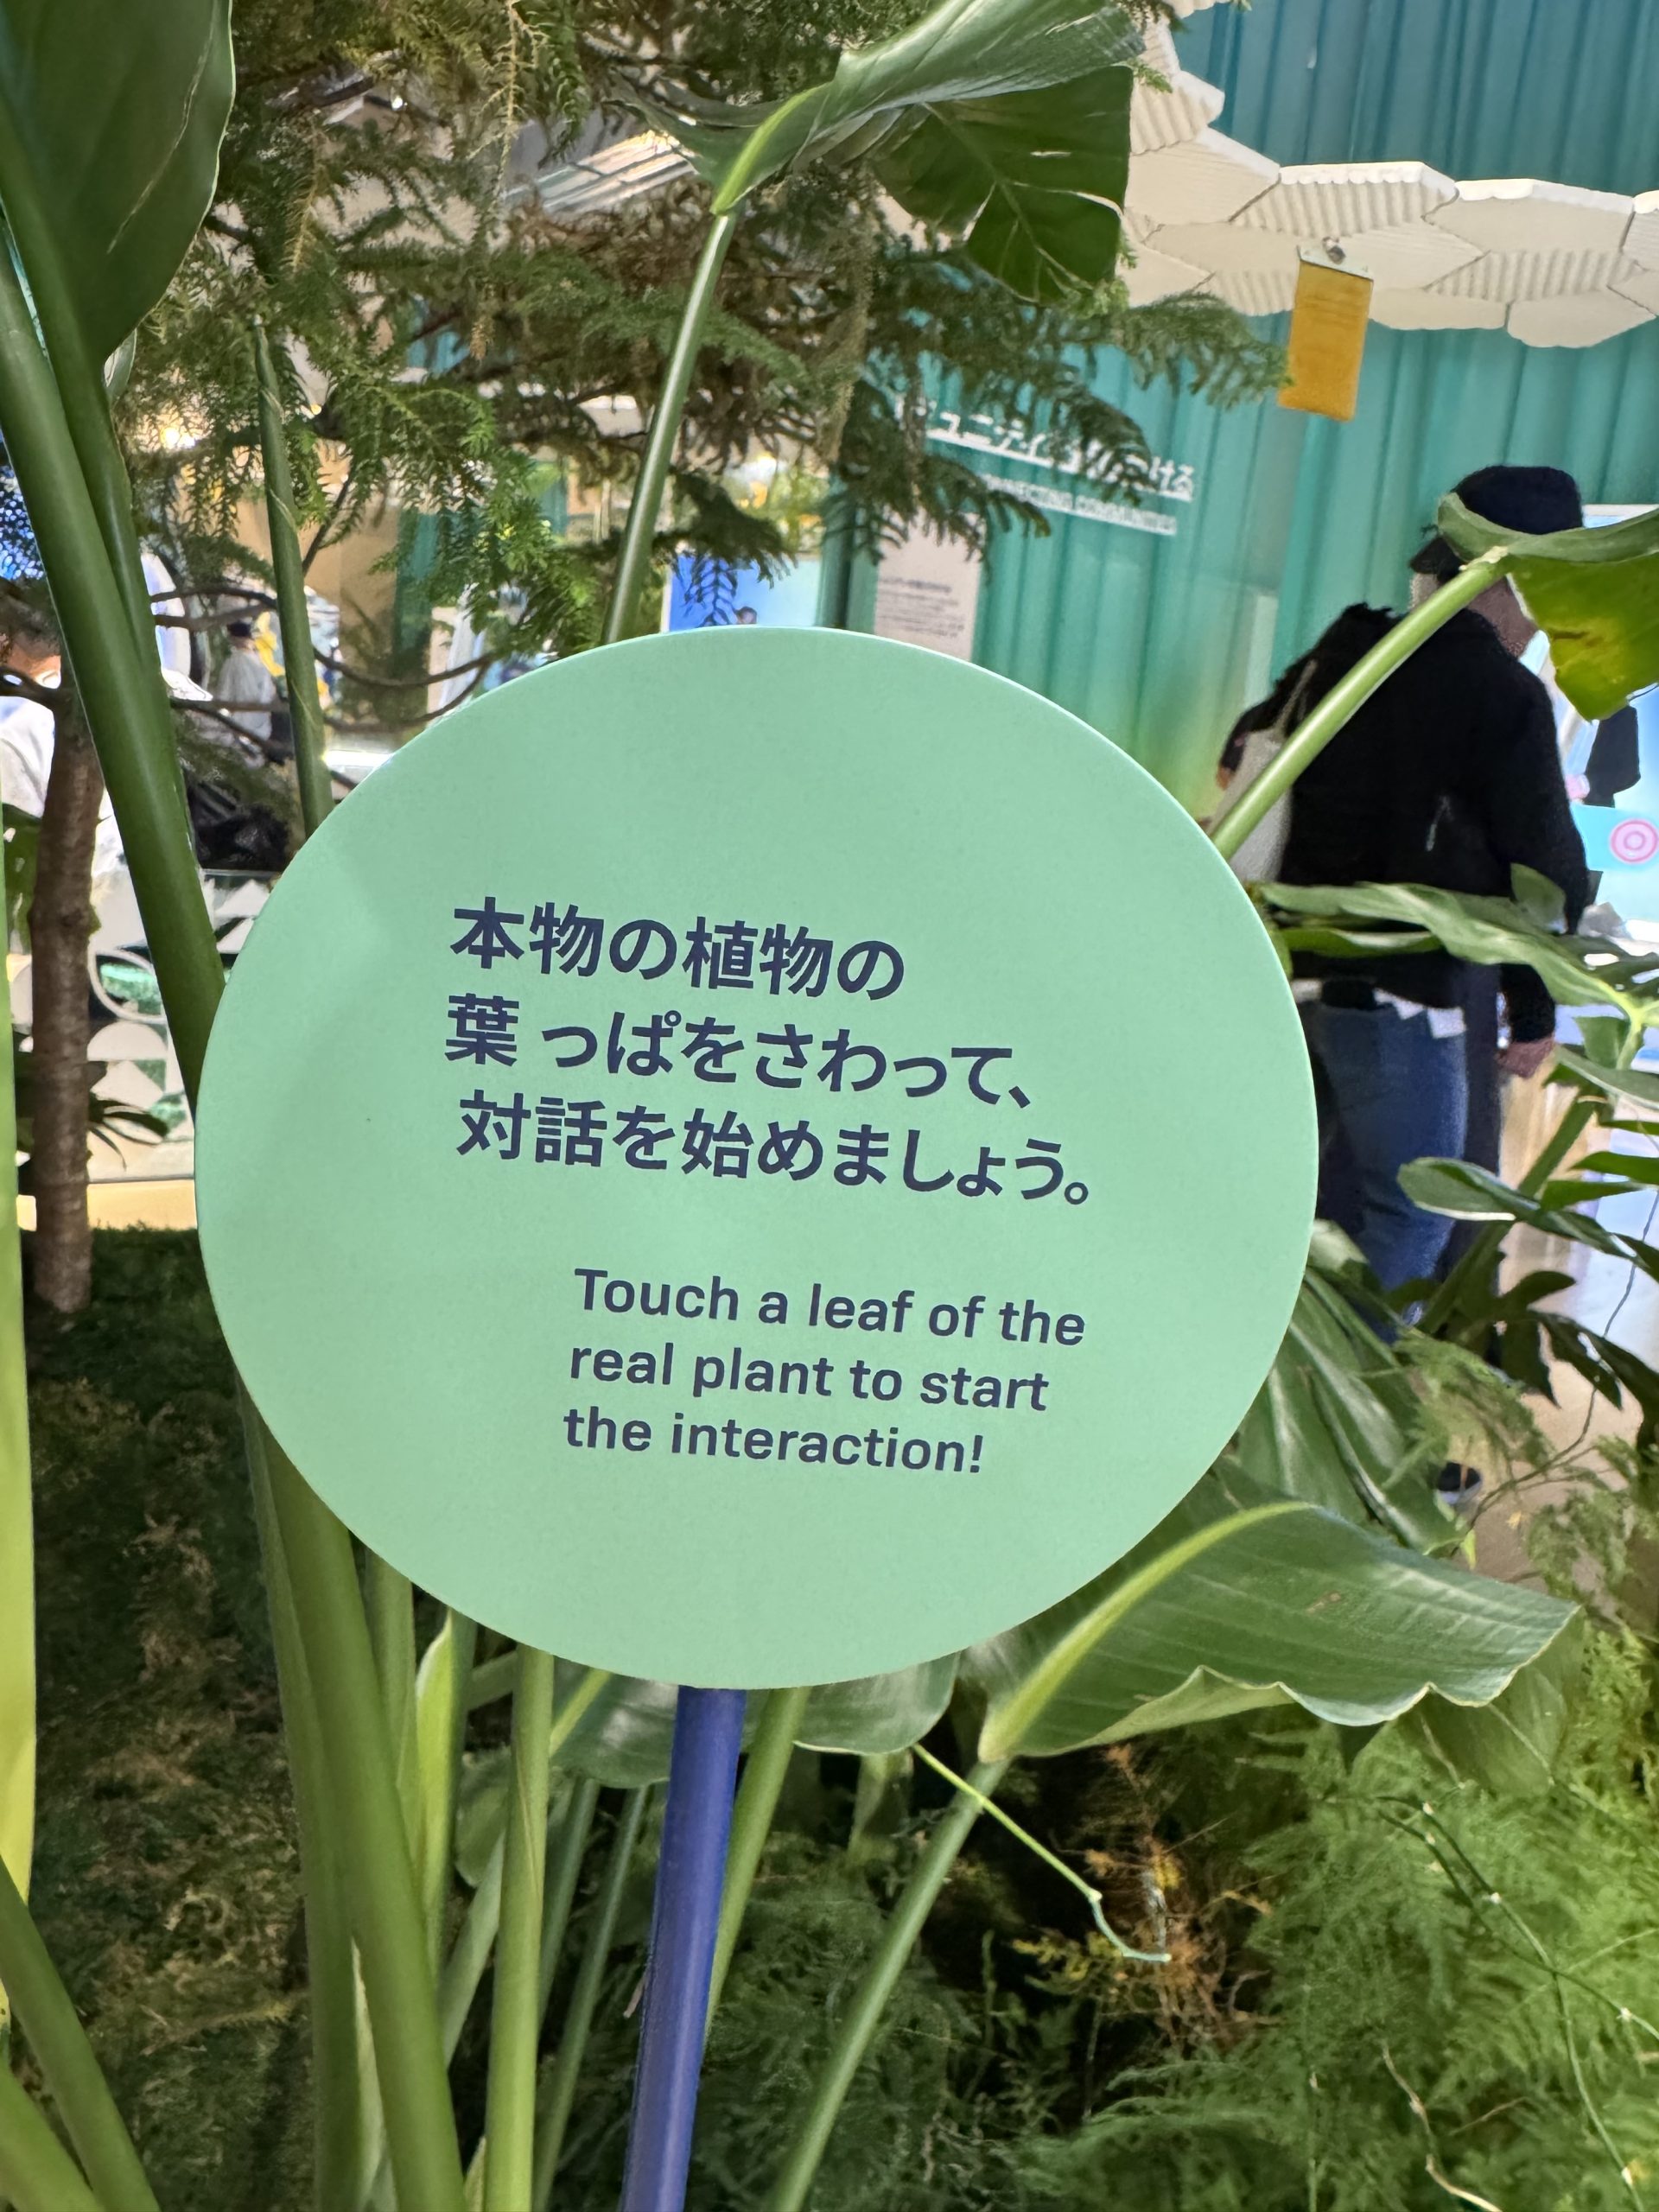 本物の植物の
葉っぱをさわって、
対話を始めましょう。
Touch a leaf of the
real plant to start
the interaction!